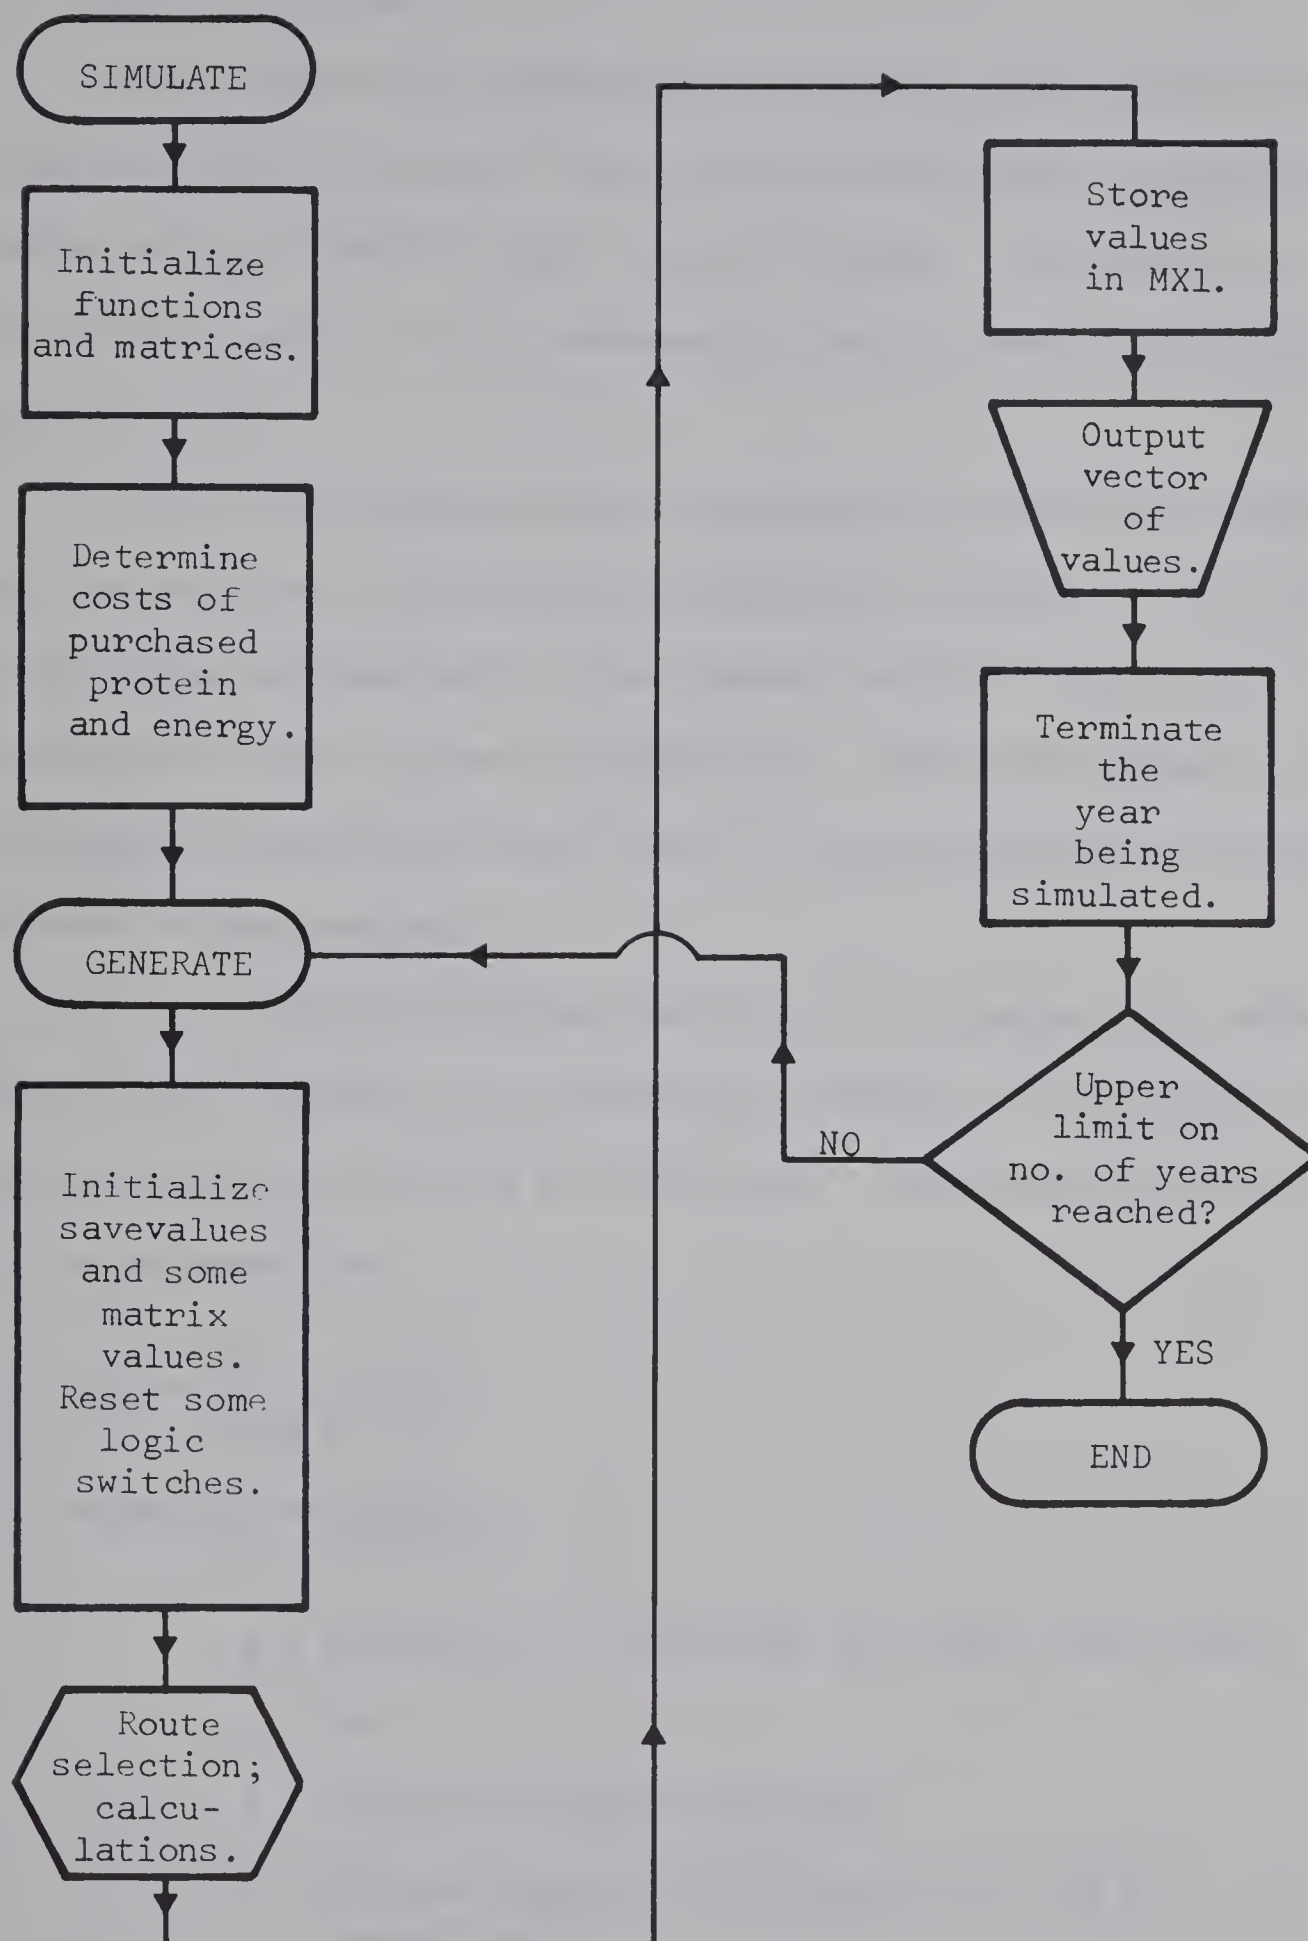 SIMULATE
Initialize
functions
and matrices.
Determine
costs of
purchased
protein
and energy.
GENERATE
Initialize
savevalues
and some
matrix
values.
Reset some
logic
switches.
Route
selection;
calcu-
lations.
Store
values
in MX1.
Output
vector
of
values.
Terminate
the
year
being
simulated.
Upper
limit on
no. of years
reached?
NO
YES
END